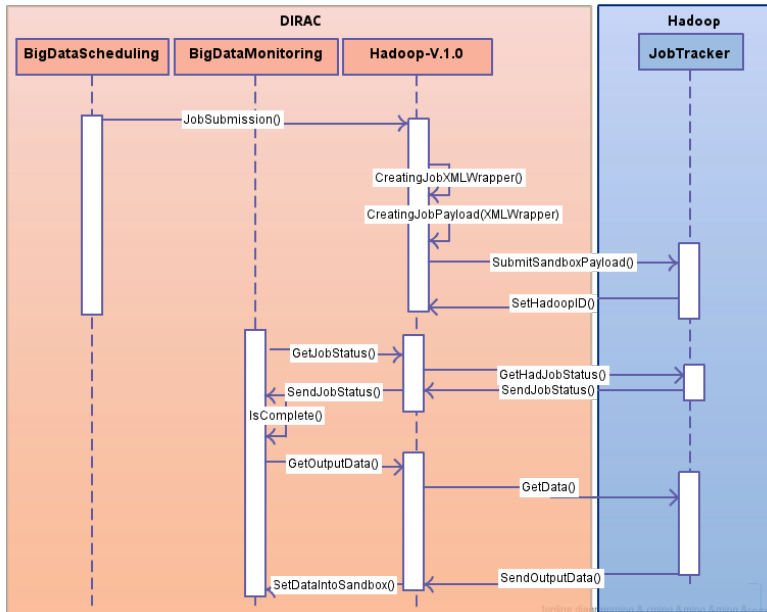 DIRAC
Hadoop
BigDataScheduling
BigDataMonitoring
Hadoop-V.1.0
JobTracker
JobSubmission()
CreatingJobXMLWrapper()
CreatingJobPayload(XMLWrapper)
SubmitSandboxPayload()
SetHadoopID()
GetJobStatus()
GetHadJobStatus()
SendJobStatus()
SendJobStatus()
IsComplete()
GetOutputData()
GetData()
SendOutputData()
SetDataIntoSandbox()